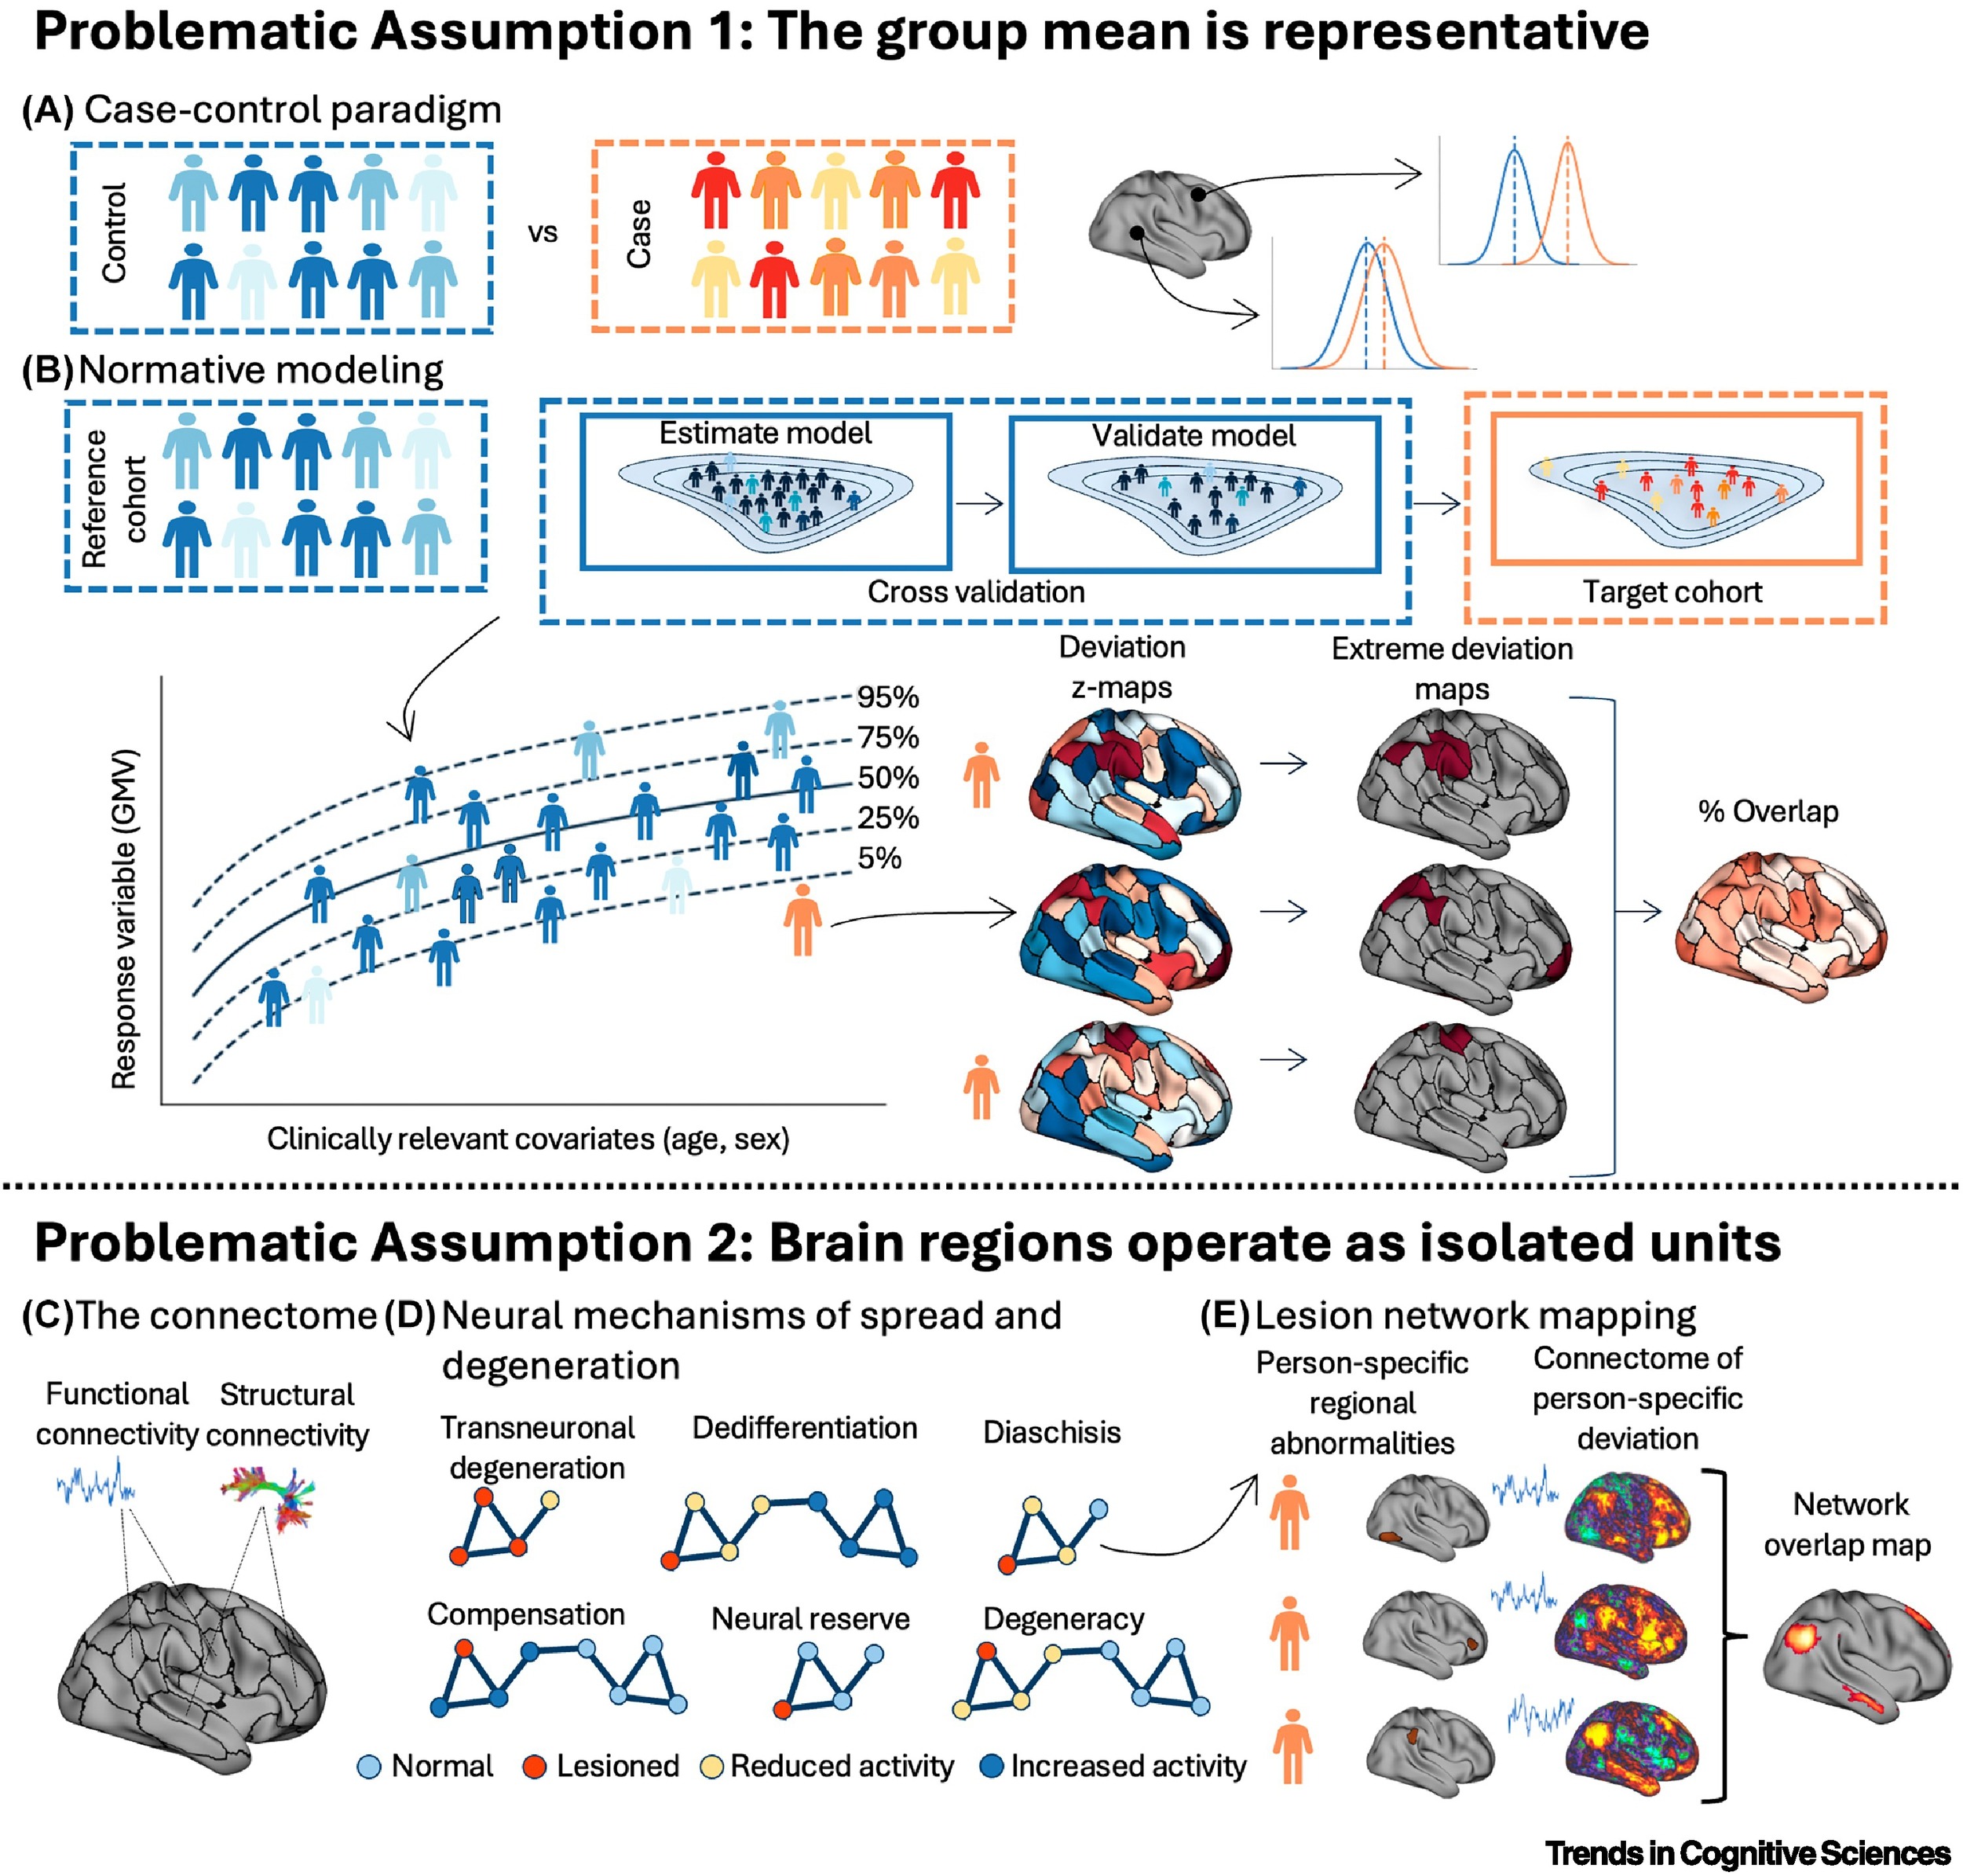 Problematic Assumption 1: The group mean is representative
(A) Case-control paradigm
Control
vs
Case
(B) Normative modeling
Reference
cohort
Estimate model
Validate model
Cross validation
Target cohort
Response variable (GMV)
95%
75%
50%
25%
5%
Clinically relevant covariates (age, sex)
Deviation
z-maps
Extreme deviation
maps
% Overlap
Problematic Assumption 2: Brain regions operate as isolated units
(C) The connectome
Functional
connectivity
Structural
connectivity
(D) Neural mechanisms of spread and
degeneration
Transneuronal
degeneration
Dedifferentiation
Diaschisis
Compensation
Neural reserve
Degeneracy
Normal
Lesioned
Reduced activity
Increased activity
(E) Lesion network mapping
Person-specific
regional
abnormalities
Connectome of
person-specific
deviation
Network
overlap map
Trends in Cognitive Sciences